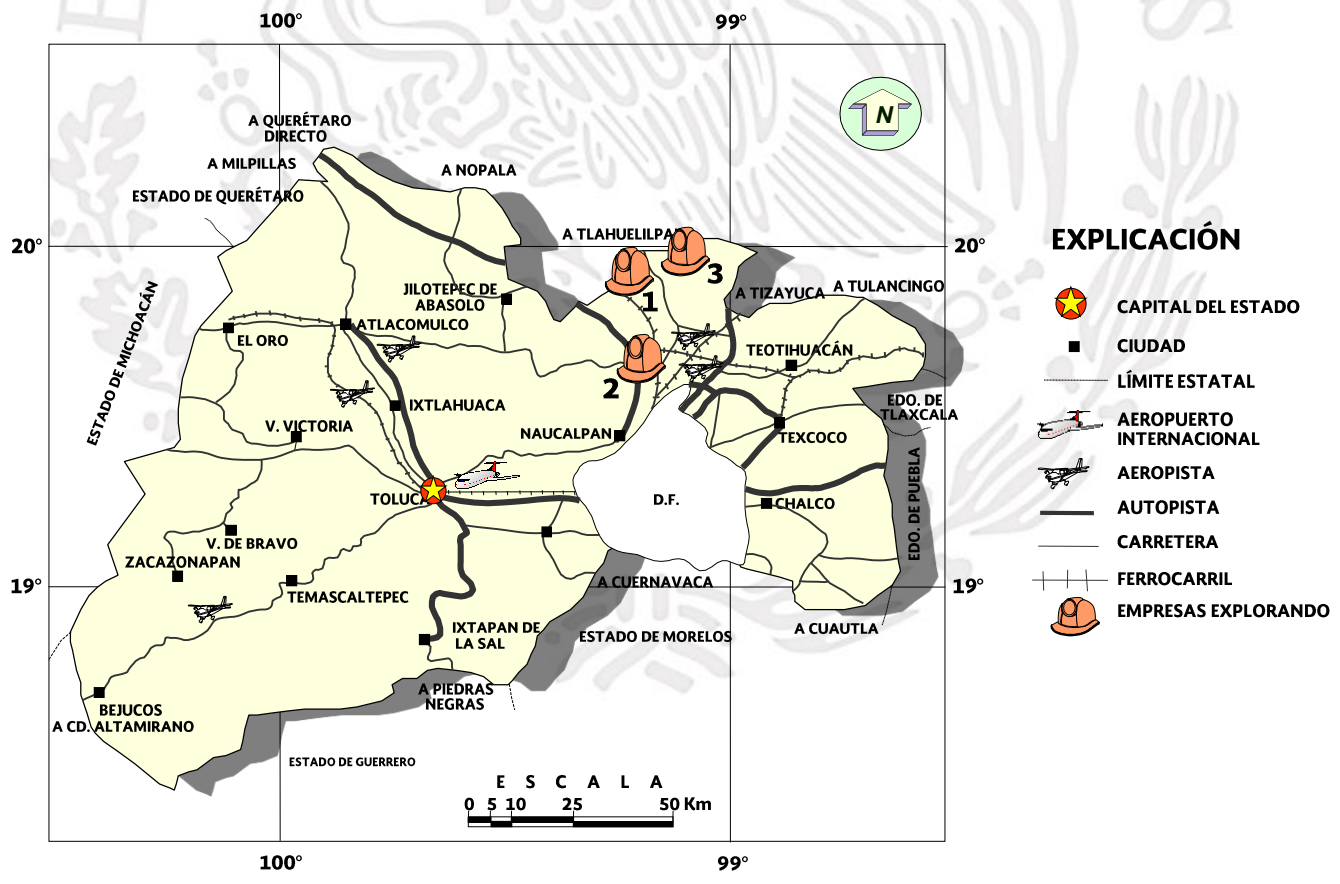 100°
99°
A QUERÉTARO
DIRECTO
A MILPILLAS
A NOPALA
ESTADO DE QUERÉTARO
N
20°
A TLAHUELILPAN
20°
3
1
2
A TIZAYUCA
A TULANCINGO
JILOTEPEC DE
ABASOLO
ATLACOMULCO
EL ORO
TEOTIHUACÁN
ESTADO DE MICHOACÁN
IXTLAHUACA
EDO. DE
TLAXCALA
V. VICTORIA
NAUCALPAN
TEXCOCO
TOLUCA
D.F.
CHALCO
EDO. DE PUEBLA
V. DE BRAVO
ZACAZONAPAN
TEMASCALTEPEC
A CUERNAVACA
19°
19°
IXTAPAN DE
LA SAL
ESTADO DE MORELOS
A CUAUTLA
A PIEDRAS
NEGRAS
BEJUCOS
A CD. ALTAMIRANO
ESTADO DE GUERRERO
E S C A L A
0 5 10 25 50 Km
100°
99°
EXPLICACIÓN
CAPITAL DEL ESTADO
CIUDAD
LÍMITE ESTATAL
AEROPUERTO
INTERNACIONAL
AEROPISTA
AUTOPISTA
CARRETERA
FERROCARRIL
EMPRESAS EXPLORANDO